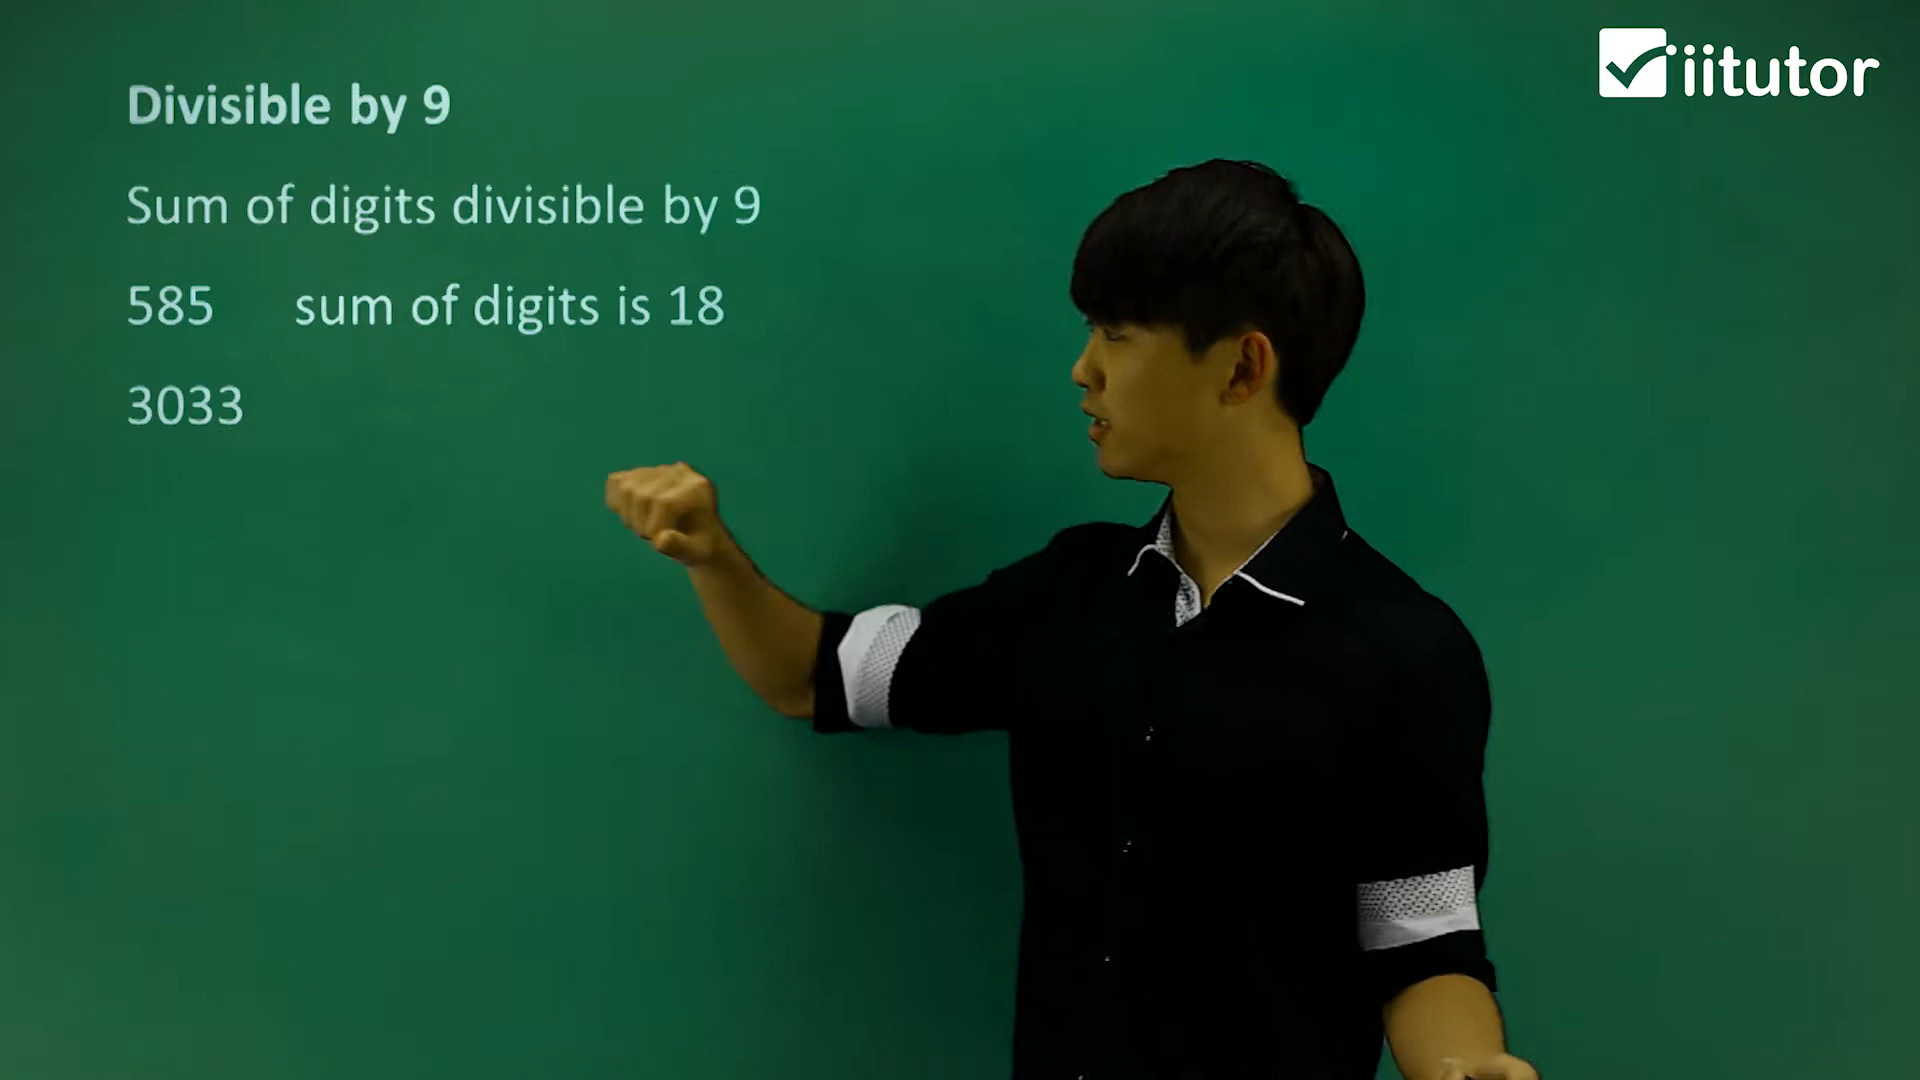 iitutor
Divisible by 9
Sum of digits divisible by 9
585 sum of digits is 18
3033